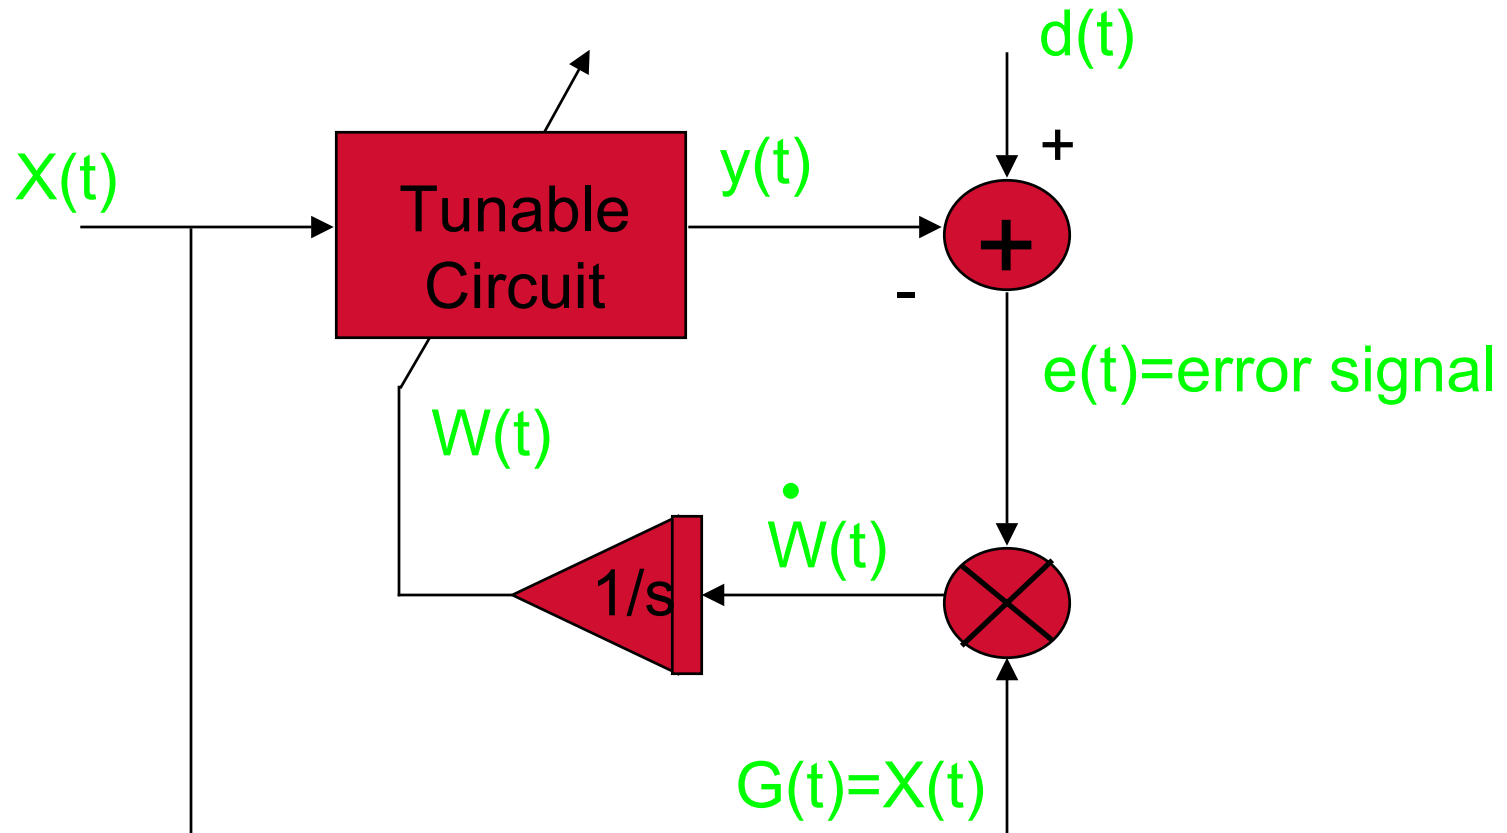 d(t)
+
X(t)
Tunable
Circuit
y(t)
+
-
e(t)=error signal
W(t)
Ẇ(t)
1/s
G(t)=X(t)